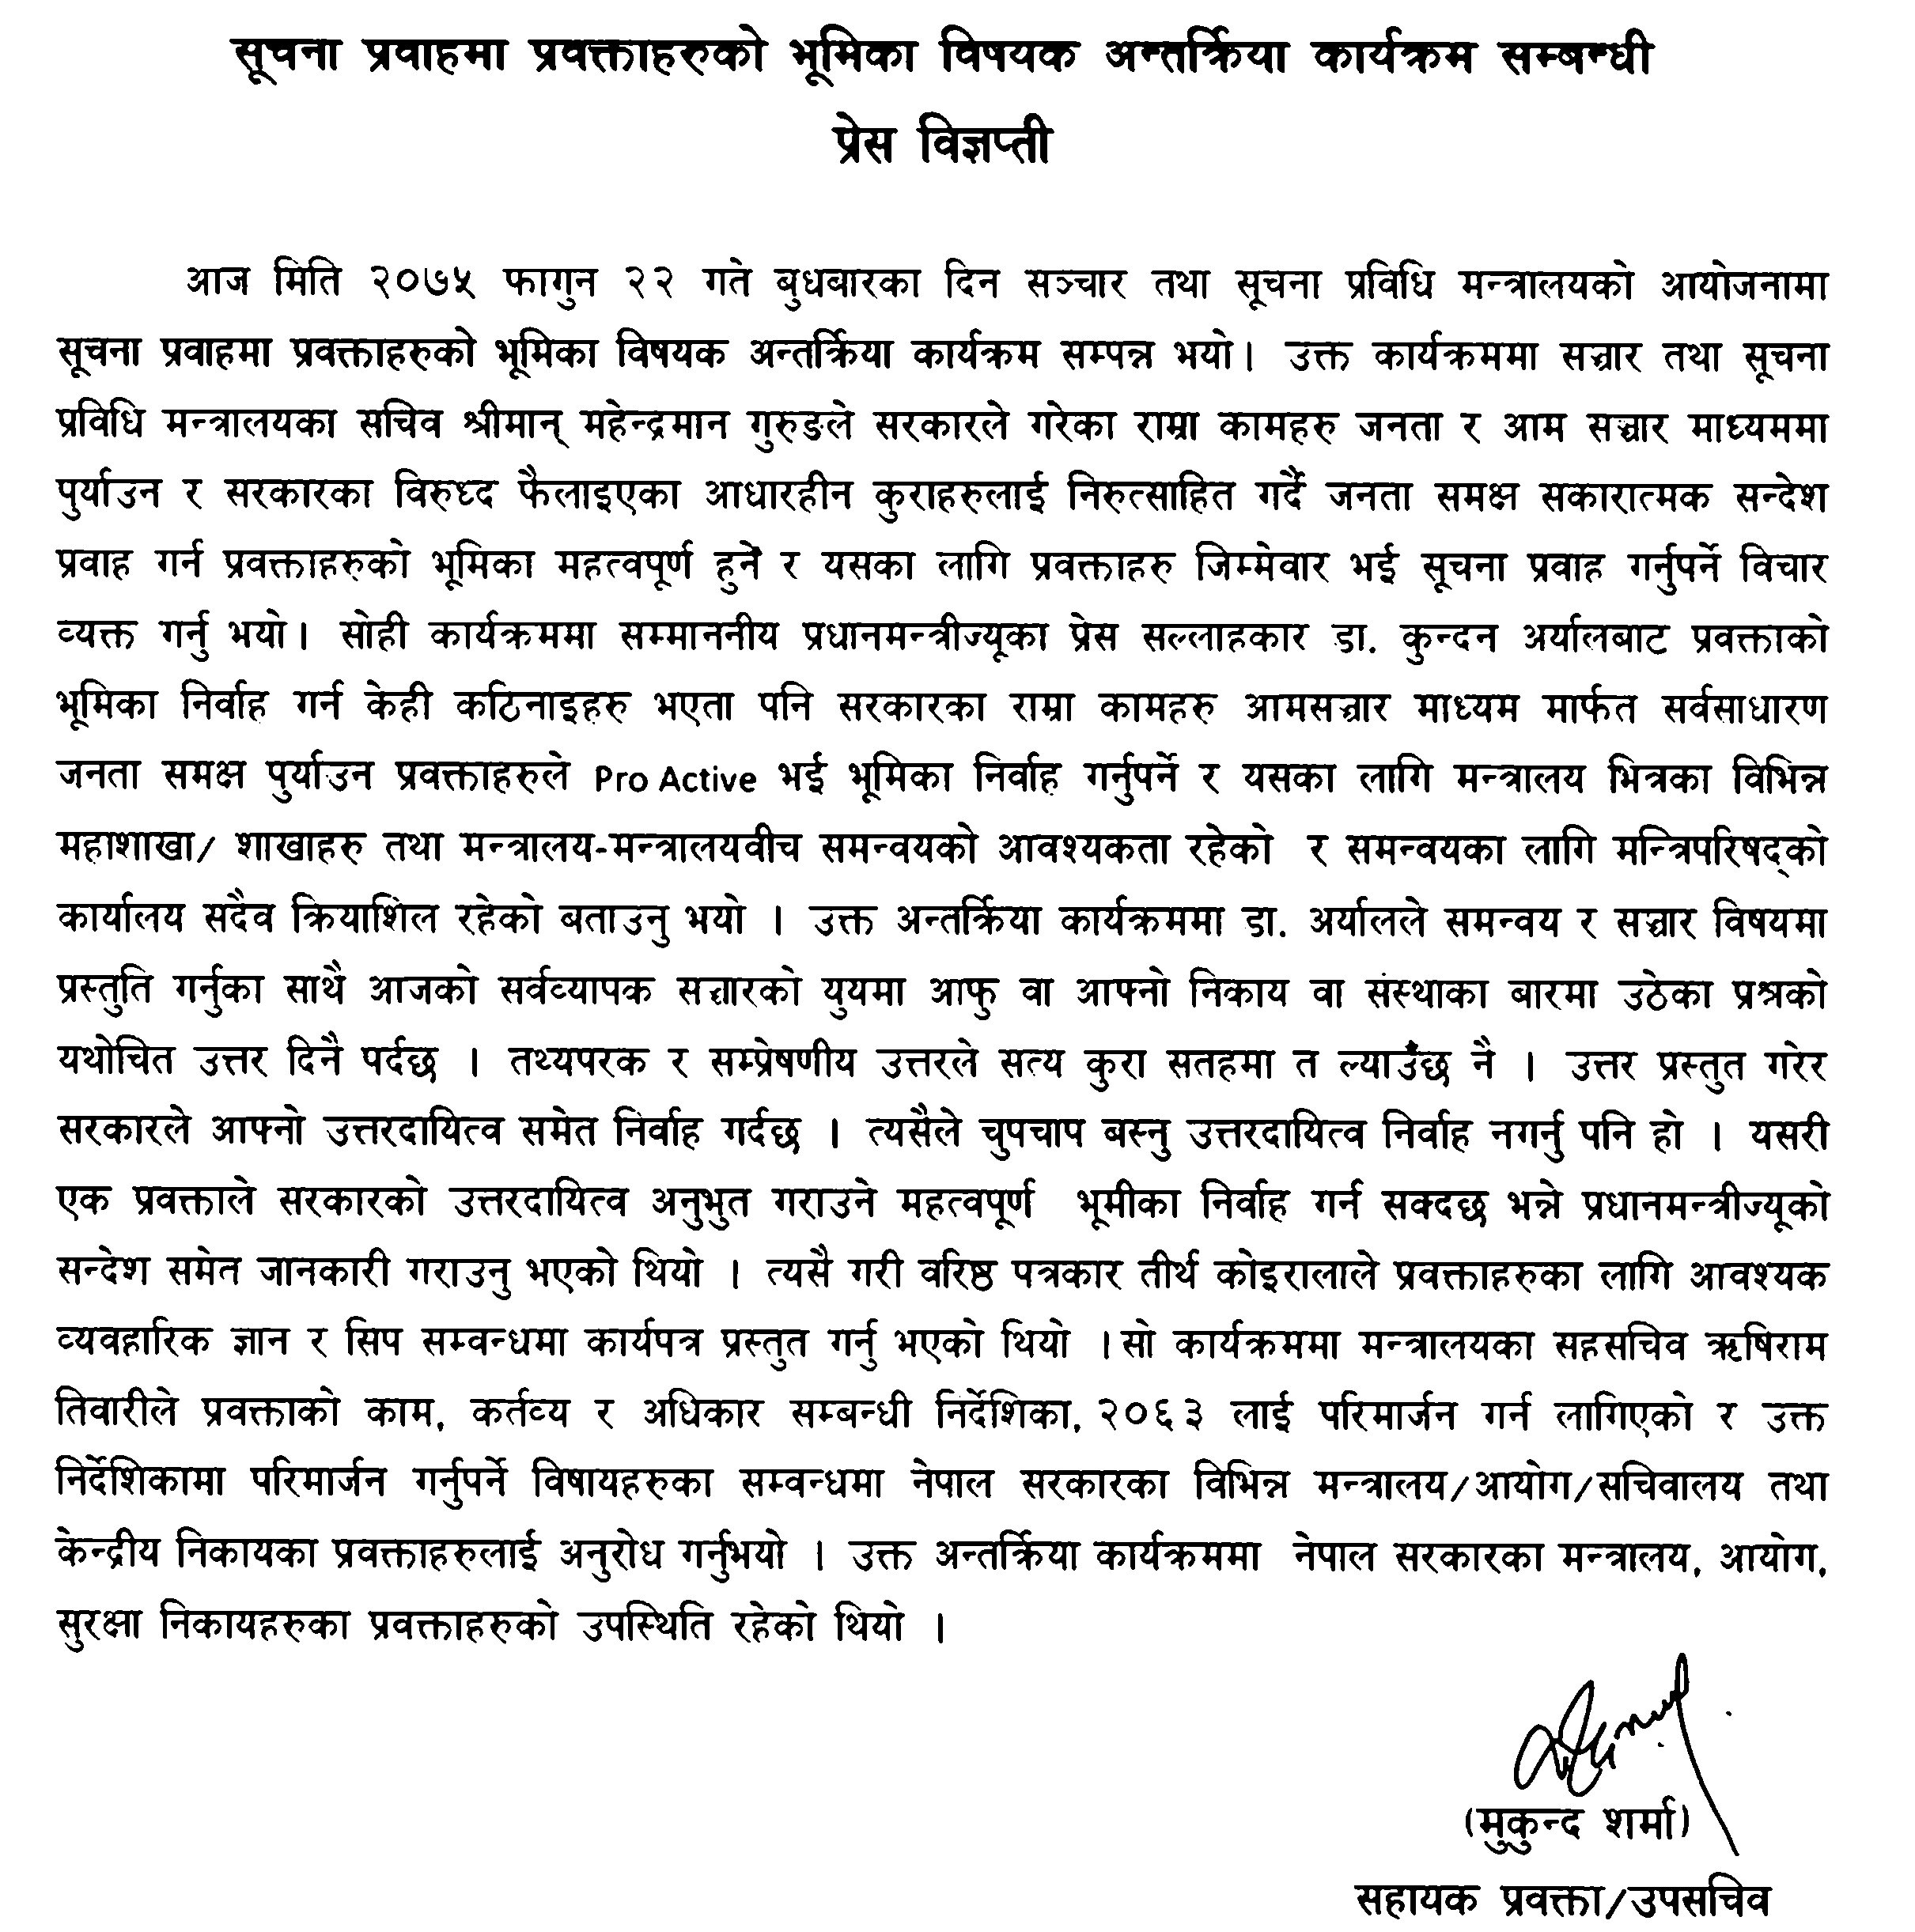 सूचना प्रवाहमा प्रवक्ताहरुको भूमिका विषयक अन्तर्क्रिया कार्यक्रम सम्बन्धी
प्रेस विज्ञप्ती
आज मिति २०७५ फागुन २२ गते बुधबारका दिन सञ्चार तथा सूचना प्रविधि मन्त्रालयको आयोजनामा
सूचना प्रवाहमा प्रवक्ताहरुको भूमिका विषयक अन्तर्क्रिया कार्यक्रम सम्पन्न भयो। उक्त कार्यक्रममा सञ्चार तथा सूचना
प्रविधि मन्त्रालयका सचिव श्रीमान् महेन्द्रमान गुरुङले सरकारले गरेका राम्रा कामहरु जनता र आम सञ्चार माध्यममा
पुर्याउन र सरकारका विरुध्द फैलाइएका आधारहीन कुराहरुलाई निरुत्साहित गर्दै जनता समक्ष सकारात्मक सन्देश
प्रवाह गर्न प्रवक्ताहरुको भूमिका महत्वपूर्ण हुने र यसका लागि प्रवक्ताहरु जिम्मेवार भई सूचना प्रवाह गर्नुपर्ने विचार
व्यक्त गर्नु भयो। सोही कार्यक्रममा सम्माननीय प्रधानमन्त्रीज्यूका प्रेस सल्लाहकार डा. कुन्दन अर्यालबाट प्रवक्ताको
भूमिका निर्वाह गर्न केही कठिनाइहरु भएता पनि सरकारका राम्रा कामहरु आमसञ्चार माध्यम मार्फत सर्वसाधारण
जनता समक्ष पुर्याउन प्रवक्ताहरुले Pro Active भई भूमिका निर्वाह गर्नुपर्ने र यसका लागि मन्त्रालय भित्रका विभिन्न
महाशाखा/ शाखाहरु तथा मन्त्रालय-मन्त्रालयवीच समन्वयको आवश्यकता रहेको र समन्वयका लागि मन्त्रिपरिषद्को
कार्यालय सदैव क्रियाशिल रहेको बताउनु भयो । उक्त अन्तर्क्रिया कार्यक्रममा डा. अर्यालले समन्वय र सञ्चार विषयमा
प्रस्तुति गर्नुका साथै आजको सर्वव्यापक सञ्चारको युयमा आफु वा आफ्नो निकाय वा संस्थाका बारमा उठेका प्रश्नको
यथोचित उत्तर दिनै पर्दछ । तथ्यपरक र सम्प्रेषणीय उत्तरले सत्य कुरा सतहमा त ल्याउँछ नै । उत्तर प्रस्तुत गरेर
सरकारले आफ्नो उत्तरदायित्व समेत निर्वाह गर्दछ । त्यसैले चुपचाप बस्नु उत्तरदायित्व निर्वाह नगर्नु पनि हो । यसरी
एक प्रवक्ताले सरकारको उत्तरदायित्व अनुभुत गराउने महत्वपूर्ण भूमीका निर्वाह गर्न सक्दछ भन्ने प्रधानमन्त्रीज्यूको
सन्देश समेत जानकारी गराउनु भएको थियो । त्यसै गरी वरिष्ठ पत्रकार तीर्थ कोइरालाले प्रवक्ताहरुका लागि आवश्यक
व्यवहारिक ज्ञान र सिप सम्वन्धमा कार्यपत्र प्रस्तुत गर्नु भएको थियो । सो कार्यक्रममा मन्त्रालयका सहसचिव ऋषिराम
तिवारीले प्रवक्ताको काम, कर्तव्य र अधिकार सम्बन्धी निर्देशिका, २०६३ लाई परिमार्जन गर्न लागिएको र उक्त
निर्देशिकामा परिमार्जन गर्नुपर्ने विषायहरुका सम्वन्धमा नेपाल सरकारका विभिन्न मन्त्रालय/आयोग/सचिवालय तथा
केन्द्रीय निकायका प्रवक्ताहरुलाई अनुरोध गर्नुभयो । उक्त अन्तर्क्रिया कार्यक्रममा नेपाल सरकारका मन्त्रालय, आयोग,
सुरक्षा निकायहरुका प्रवक्ताहरुको उपस्थिति रहेको थियो ।
(मुकुन्द शर्मा)
सहायक प्रवक्ता/उपसचिव